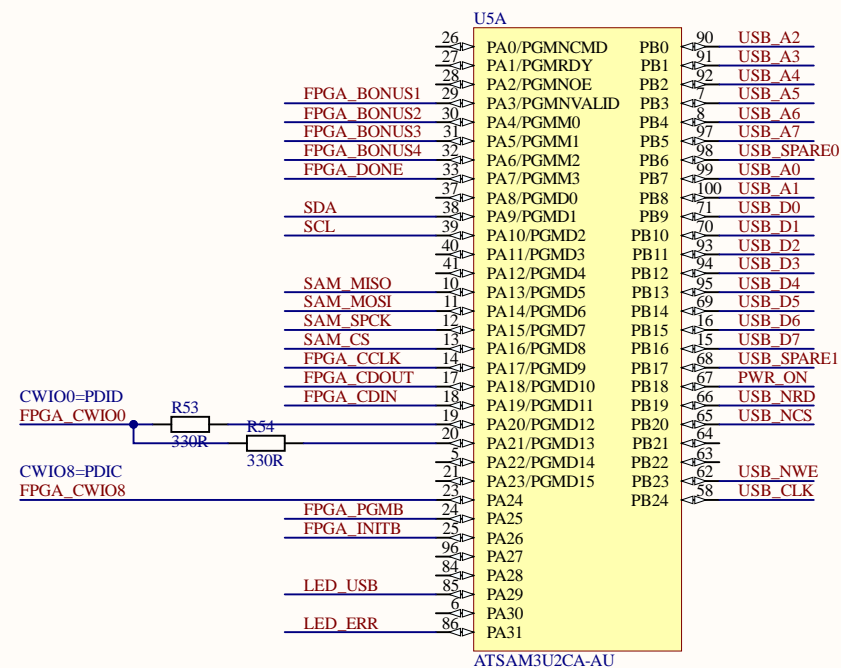 U5A
26 PA0/PGMNCMD PB0 90 USB_A2
27 PA1/PGMRDY PB1 91 USB_A3
28 PA2/PGMNOE PB2 92 USB_A4
FPGA_BONUS1 29 PA3/PGMNVALID PB3 7 USB_A5
FPGA_BONUS2 30 PA4/PGMM0 PB4 8 USB_A6
FPGA_BONUS3 31 PA5/PGMM1 PB5 97 USB_A7
FPGA_BONUS4 32 PA6/PGMM2 PB6 98 USB_SPARE0
FPGA_DONE 33 PA7/PGMM3 PB7 99 USB_A0
37 PA8/PGMD0 PB8 100 USB_A1
SDA 38 PA9/PGMD1 PB9 71 USB_D0
SCL 39 PA10/PGMD2 PB10 70 USB_D1
40 PA11/PGMD3 PB11 93 USB_D2
41 PA12/PGMD4 PB12 94 USB_D3
SAM_MISO 10 PA13/PGMD5 PB13 95 USB_D4
SAM_MOSI 11 PA14/PGMD6 PB14 69 USB_D5
SAM_SPCK 12 PA15/PGMD7 PB15 16 USB_D6
SAM_CS 13 PA16/PGMD8 PB16 15 USB_D7
FPGA_CCLK 14 PA17/PGMD9 PB17 68 USB_SPARE1
FPGA_CDOUT 17 PA18/PGMD10 PB18 67 PWR_ON
CWIO0=PDID
FPGA_CDIN 18 PA19/PGMD11 PB19 66 USB_NRD
FPGA_CWIO0 R53 330R 19 PA20/PGMD12 PB20 65 USB_NCS
R54 330R 20 PA21/PGMD13 PB21 64
5 PA22/PGMD14 PB22 63
CWIO8=PDIC
21 PA23/PGMD15 PB23 62 USB_NWE
FPGA_CWIO8 23 PA24 PB24 58 USB_CLK
FPGA_PGMB 24 PA25
FPGA_INITB 25 PA26
96 PA27
84 PA28
LED_USB 85 PA29
6 PA30
LED_ERR 86 PA31
ATSAM3U2CA-AU